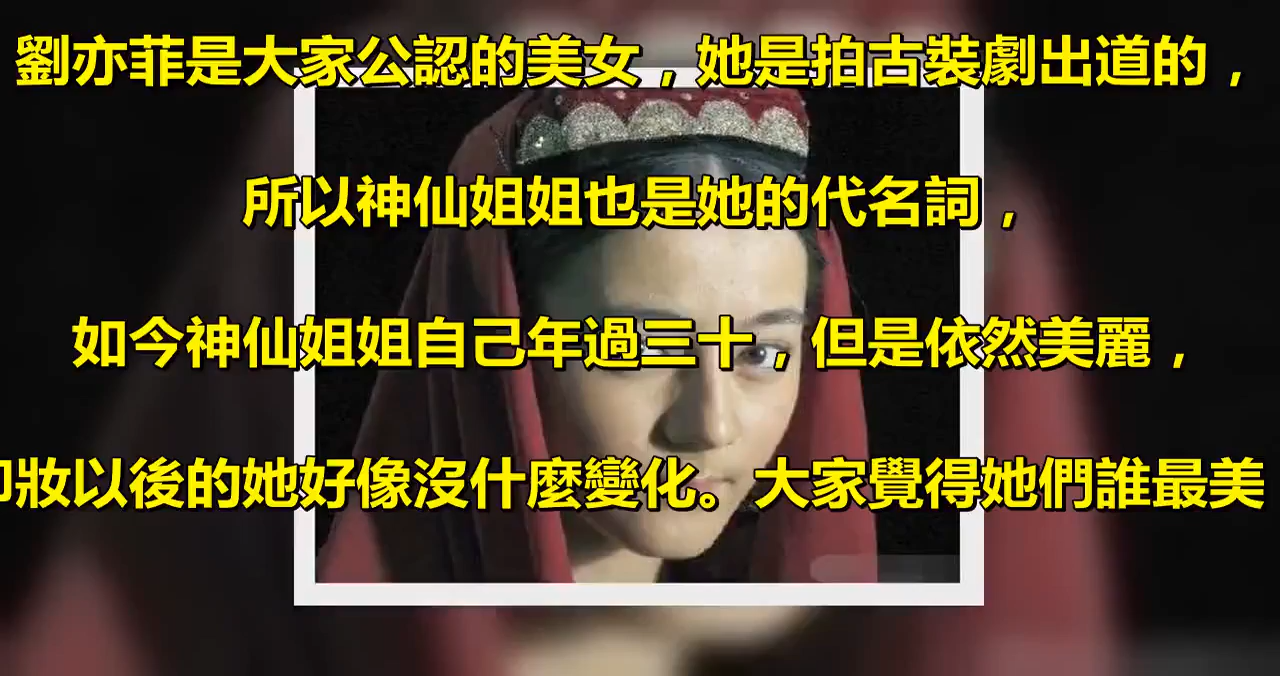 劉亦菲是大家公認的美女，她是拍古裝劇出道的，
所以神仙姐姐也是她的代名詞，
如今神仙姐姐自己年過三十，但是依然美麗，
卸妝以後的她好像沒什麼變化。大家覺得她們誰最美